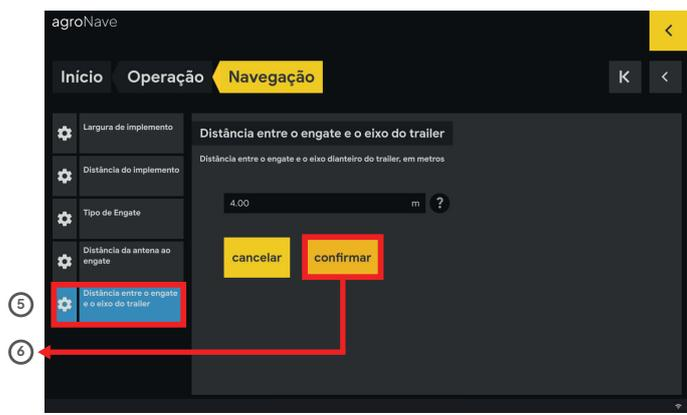 agroNave
Início
Operação
Navegação
K
Largura de implemento
Distância do implemento
Tipo de Engate
Distância da antena ao
engate
Distância entre o engate
e o eixo do trailer
Distância entre o engate e o eixo do trailer
Distância entre o engate e o eixo dianteiro do trailer, em metros
4.00 m ?
cancelar
confirmar
5
6